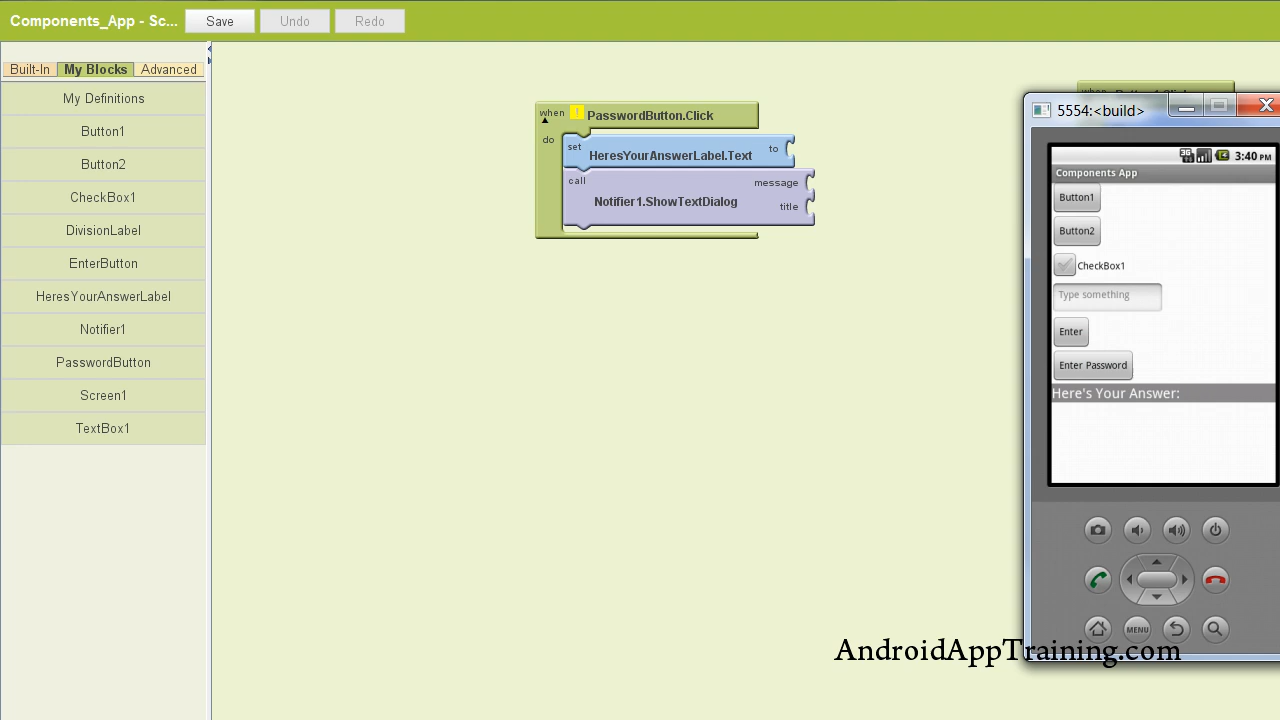 Components_App - Sc...
Save
Undo
Redo
Built-In
My Blocks
Advanced
My Definitions
Button1
Button2
CheckBox1
DivisionLabel
EnterButton
HeresYourAnswerLabel
Notifier1
PasswordButton
Screen1
TextBox1
when ! PasswordButton.Click
do
set HeresYourAnswerLabel.Text to
call Notifier1.ShowTextDialog
message
title
when
5554:<build>
3G 3:40 PM
Components App
Button1
Button2
CheckBox1
Type something
Enter
Enter Password
Here's Your Answer:
MENU
AndroidAppTraining.com